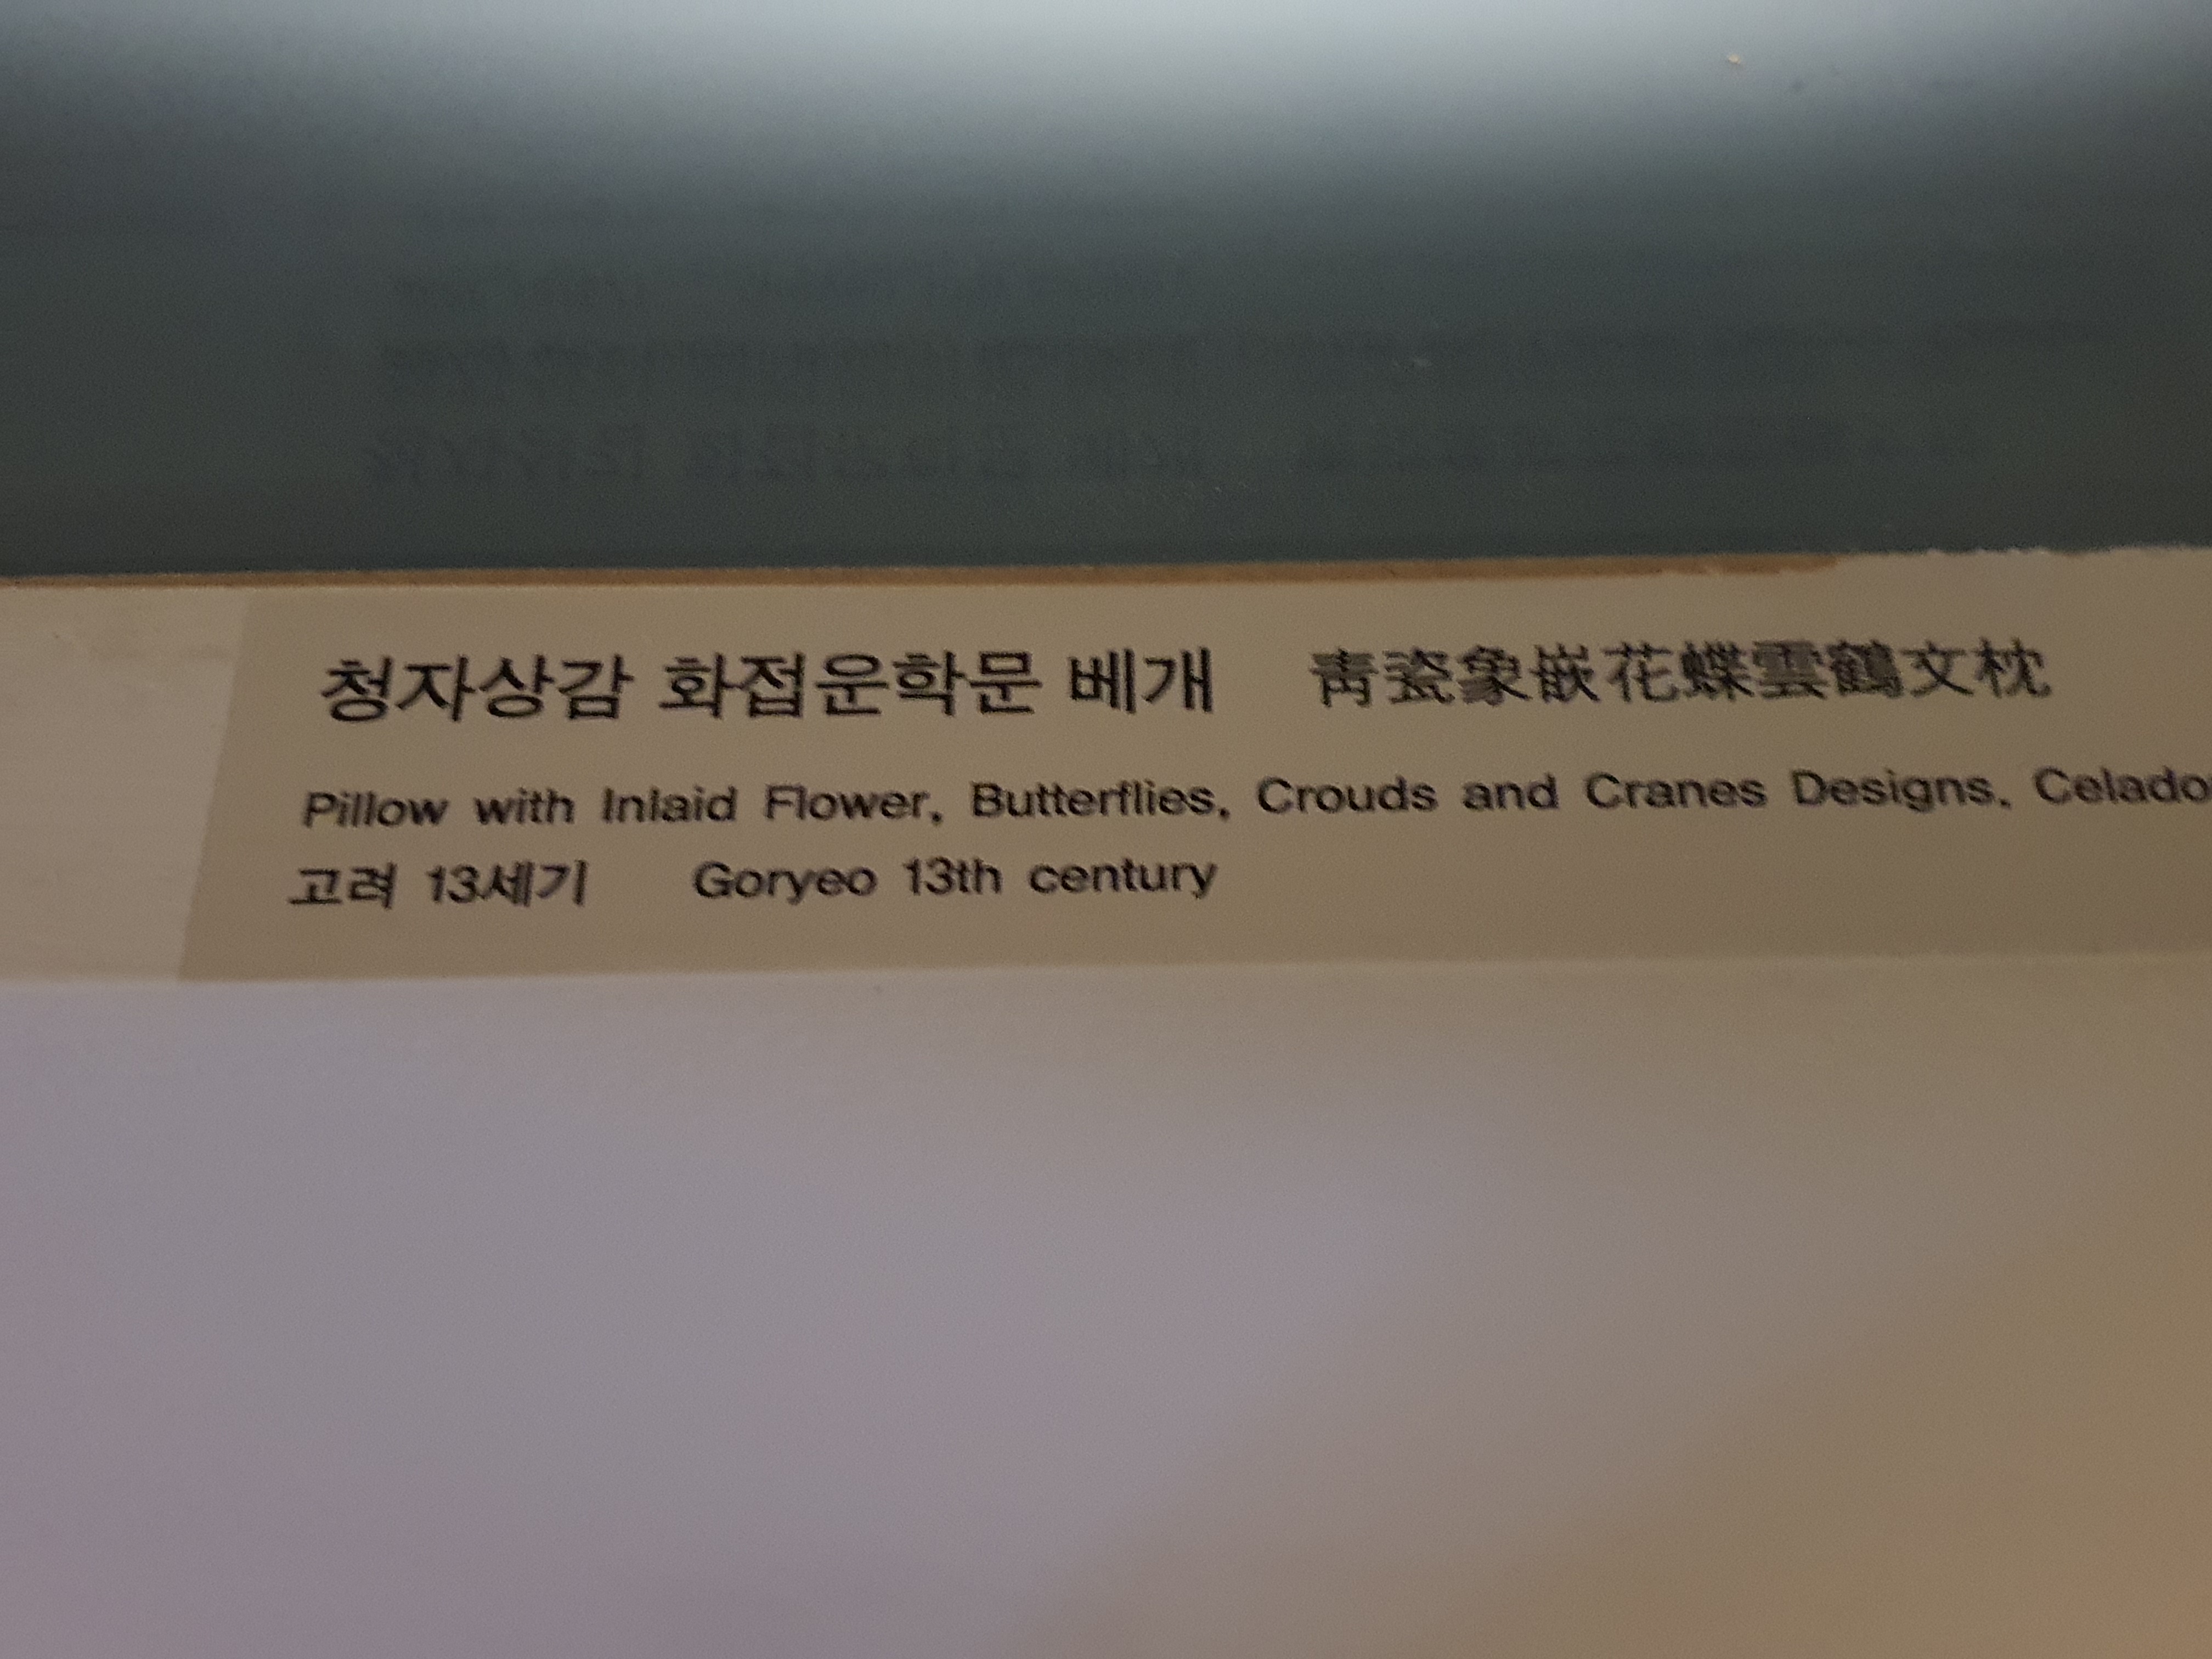 청자상감 화접운학문 베개 靑瓷象嵌花蝶雲鶴文枕
Pillow with Inlaid Flower, Butterflies, Crouds and Cranes Designs, Celado
고려 13세기 Goryeo 13th century